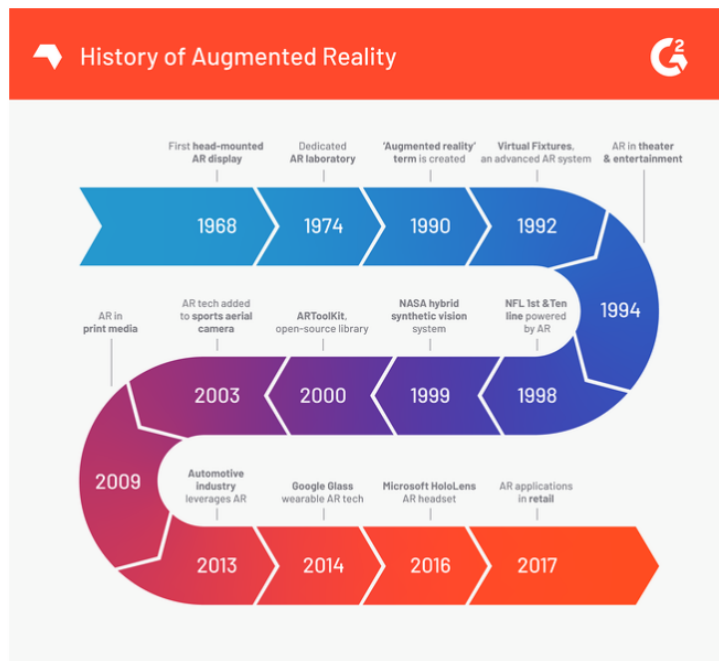 History of Augmented Reality
G2
First head-mounted
AR display
Dedicated
AR laboratory
‘Augmented reality’
term is created
Virtual Fixtures,
an advanced AR system
AR in theater
& entertainment
1968
1974
1990
1992
1994
AR in
print media
AR tech added
to sports aerial
camera
ARToolKit,
open-source library
NASA hybrid
synthetic vision
system
NFL 1st & Ten
line powered
by AR
2003
2000
1999
1998
2009
Automotive
industry
leverages AR
Google Glass
wearable AR tech
Microsoft HoloLens
AR headset
AR applications
in retail
2013
2014
2016
2017